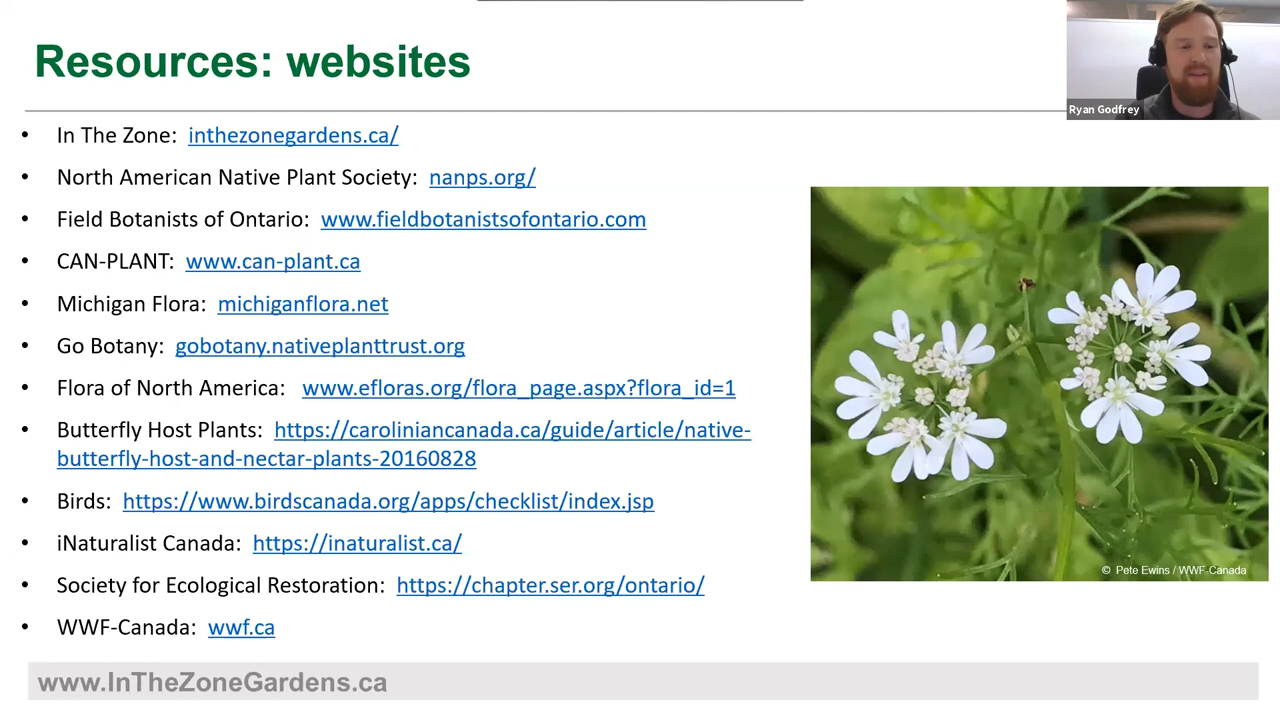 Resources: websites
Ryan Godfrey
• In The Zone: inthezonegardens.ca/
• North American Native Plant Society: nanps.org/
• Field Botanists of Ontario: www.fieldbotanistsofontario.com
• CAN-PLANT: www.can-plant.ca
• Michigan Flora: michiganflora.net
• Go Botany: gobotany.nativeplanttrust.org
• Flora of North America: www.efloras.org/flora_page.aspx?flora_id=1
• Butterfly Host Plants: https://caroliniancanada.ca/guide/article/native-
butterfly-host-and-nectar-plants-20160828
• Birds: https://www.birdscanada.org/apps/checklist/index.jsp
• iNaturalist Canada: https://inaturalist.ca/
• Society for Ecological Restoration: https://chapter.ser.org/ontario/
• WWF-Canada: wwf.ca
© Pete Ewins / WWF-Canada
www.InTheZoneGardens.ca